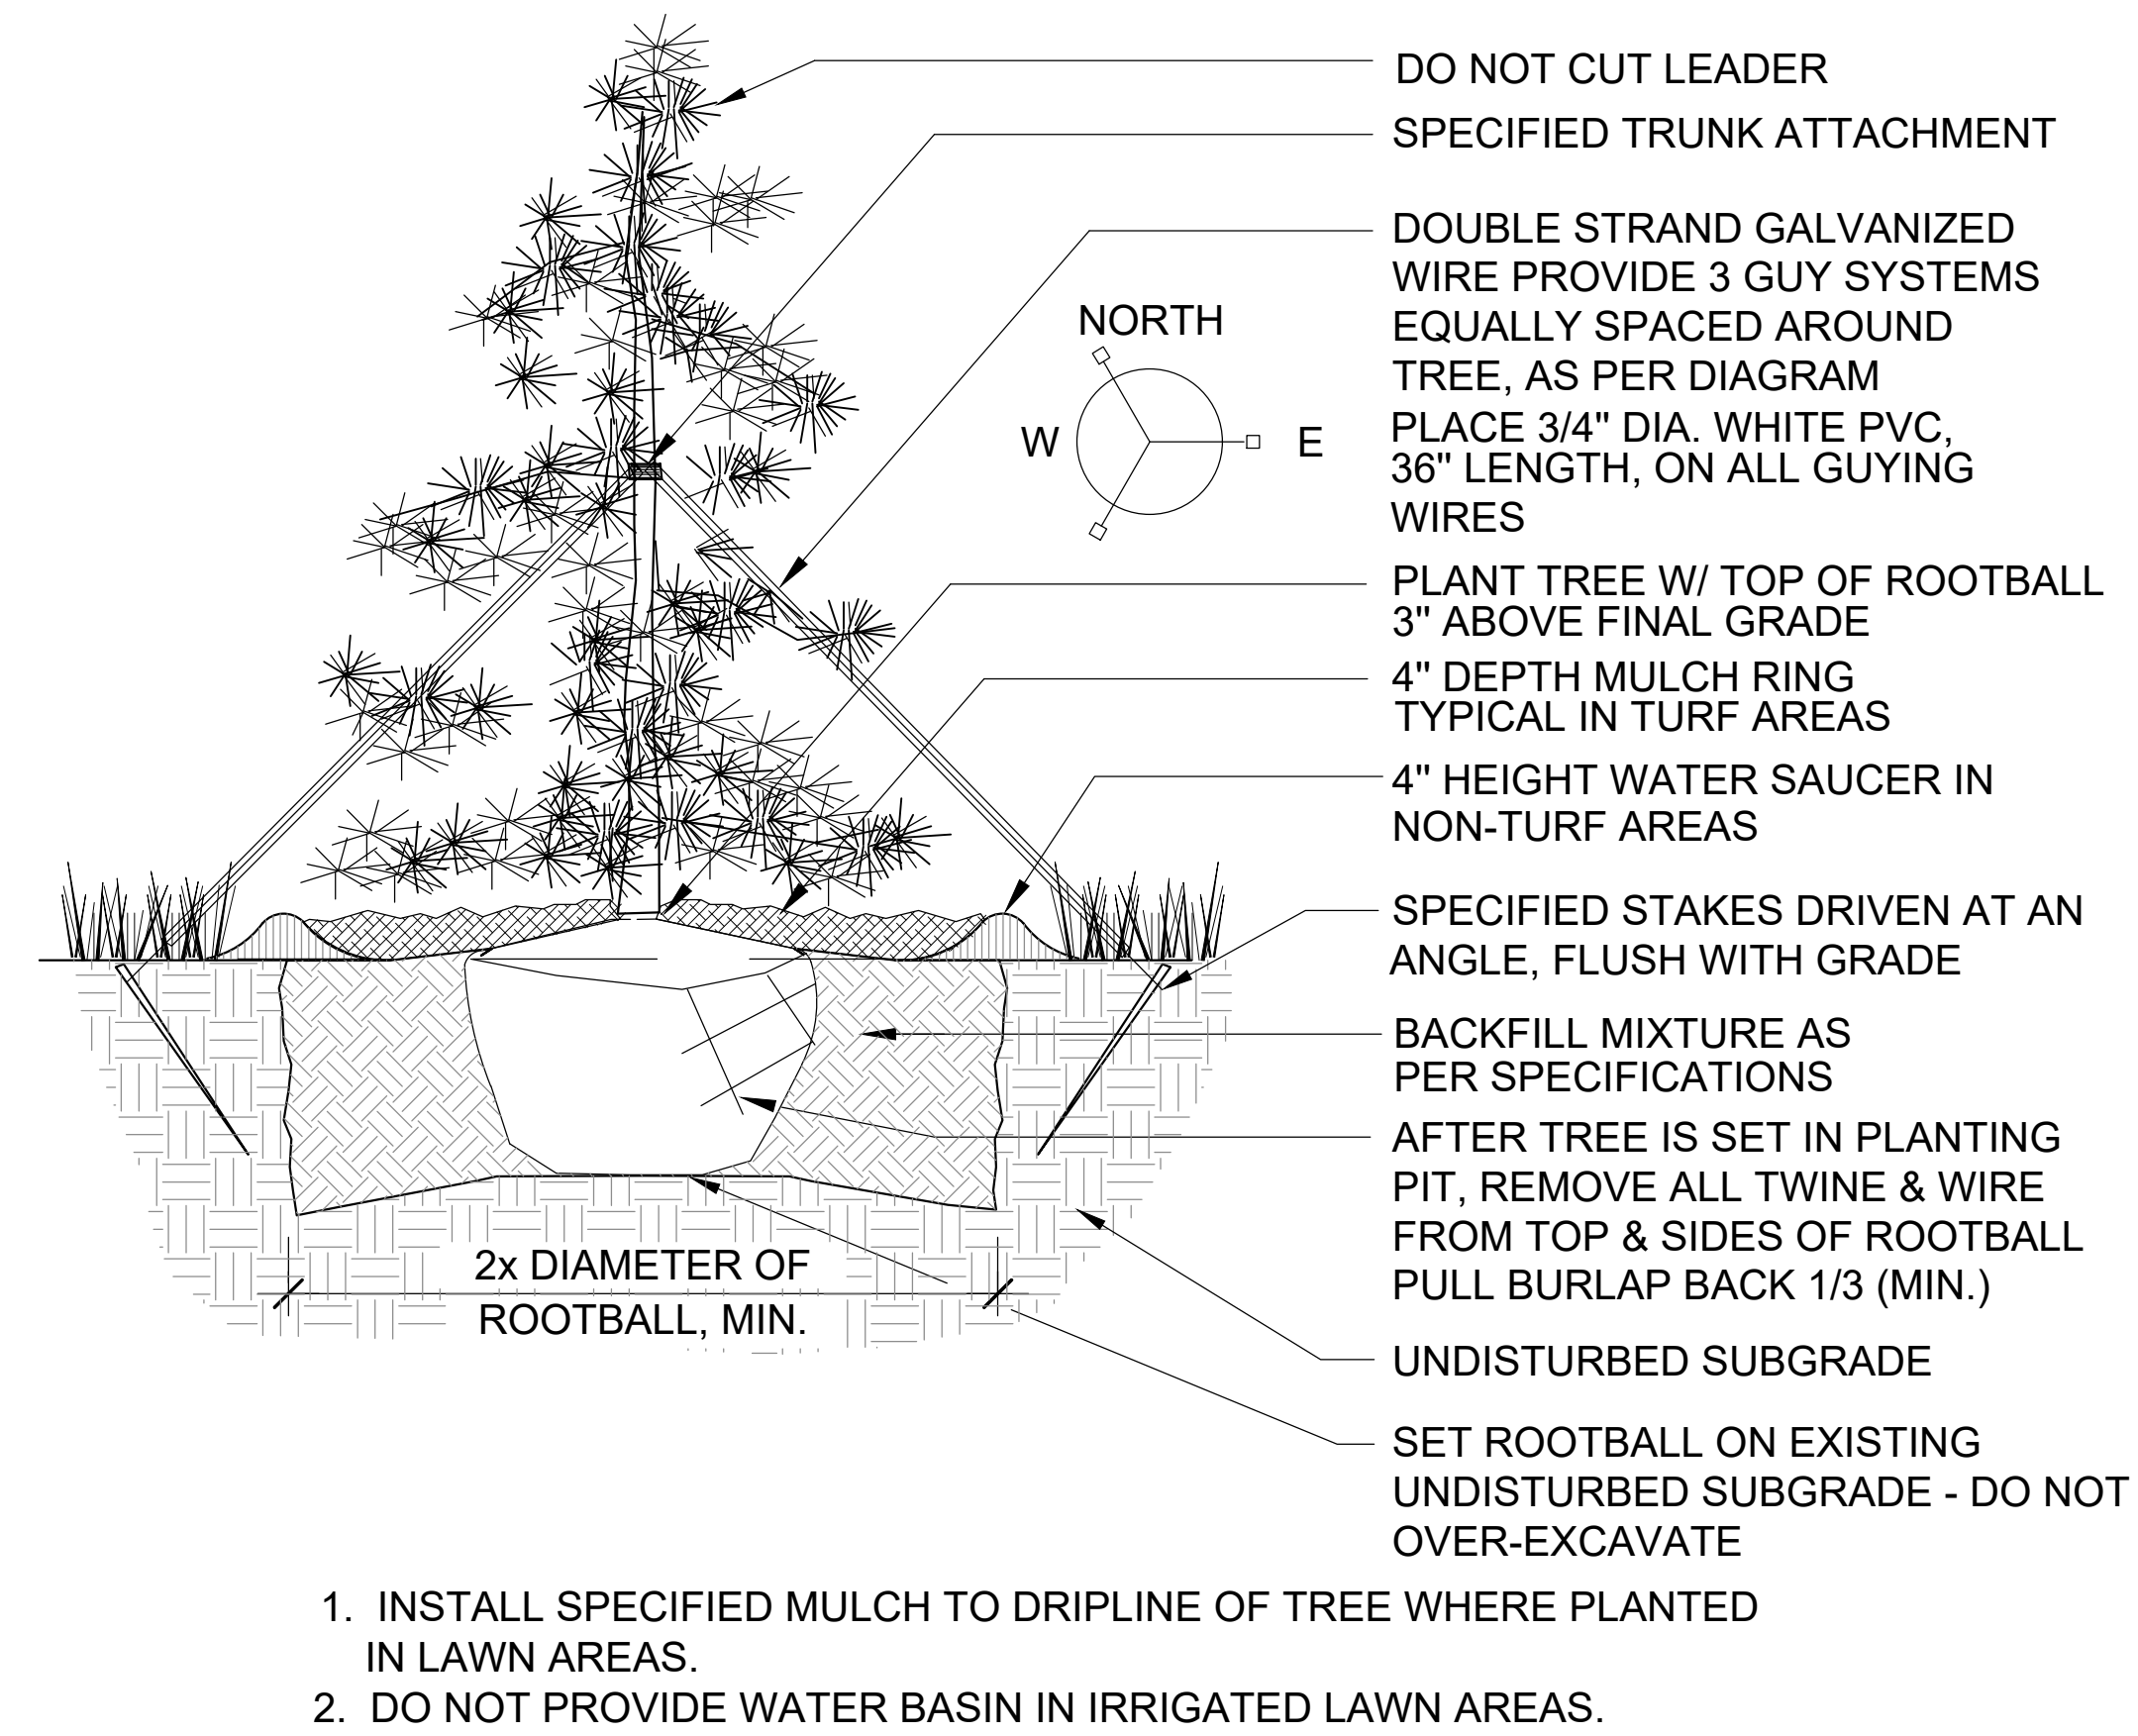 DO NOT CUT LEADER
SPECIFIED TRUNK ATTACHMENT
DOUBLE STRAND GALVANIZED
WIRE PROVIDE 3 GUY SYSTEMS
EQUALLY SPACED AROUND
TREE, AS PER DIAGRAM
PLACE 3/4" DIA. WHITE PVC,
36" LENGTH, ON ALL GUYING
WIRES
NORTH
W
E
PLANT TREE W/ TOP OF ROOTBALL
3" ABOVE FINAL GRADE
4" DEPTH MULCH RING
TYPICAL IN TURF AREAS
4" HEIGHT WATER SAUCER IN
NON-TURF AREAS
SPECIFIED STAKES DRIVEN AT AN
ANGLE, FLUSH WITH GRADE
BACKFILL MIXTURE AS
PER SPECIFICATIONS
AFTER TREE IS SET IN PLANTING
PIT, REMOVE ALL TWINE & WIRE
FROM TOP & SIDES OF ROOTBALL
PULL BURLAP BACK 1/3 (MIN.)
2x DIAMETER OF
ROOTBALL, MIN.
UNDISTURBED SUBGRADE
SET ROOTBALL ON EXISTING
UNDISTURBED SUBGRADE - DO NOT
OVER-EXCAVATE
1. INSTALL SPECIFIED MULCH TO DRIPLINE OF TREE WHERE PLANTED
IN LAWN AREAS.
2. DO NOT PROVIDE WATER BASIN IN IRRIGATED LAWN AREAS.